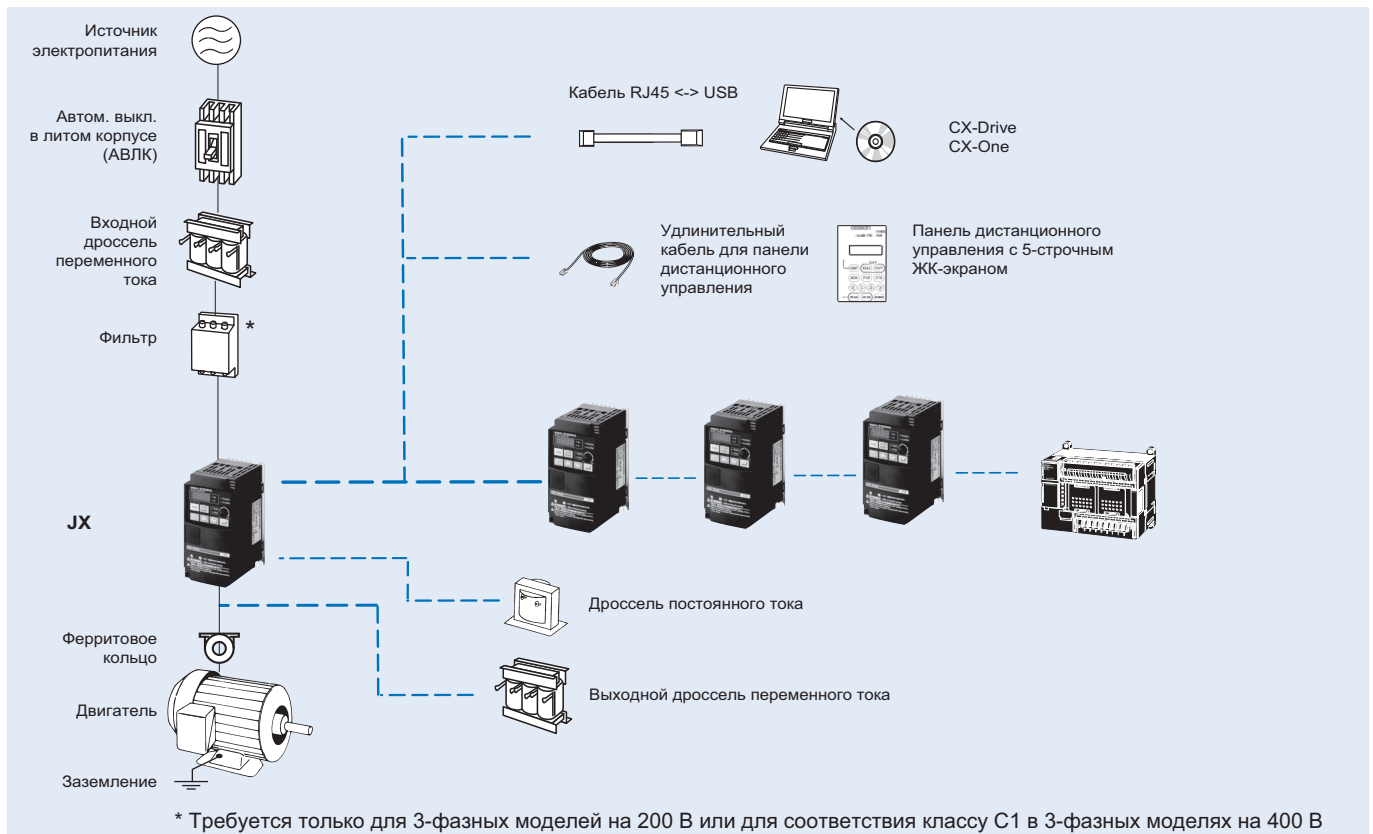 Источник
электропитания
Автом. выкл.
в литом корпусе
(АВЛК)
Входной
дроссель
переменного
тока
Фильтр
*
JX
Ферритовое
кольцо
Двигатель
Заземление
Кабель RJ45 <-> USB
CX-Drive
CX-One
Удлинительный
кабель для панели
дистанционного
управления
Панель дистанционного
управления с 5-строчным
ЖК-экраном
Дроссель постоянного тока
Выходной дроссель переменного тока
* Требуется только для 3-фазных моделей на 200 В или для соответствия классу C1 в 3-фазных моделях на 400 В